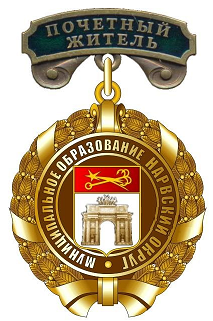 ПОЧЕТНЫЙ
ЖИТЕЛЬ
МУНИЦИПАЛЬНОЕ ОБРАЗОВАНИЕ НАРВСКИЙ ОКРУГ